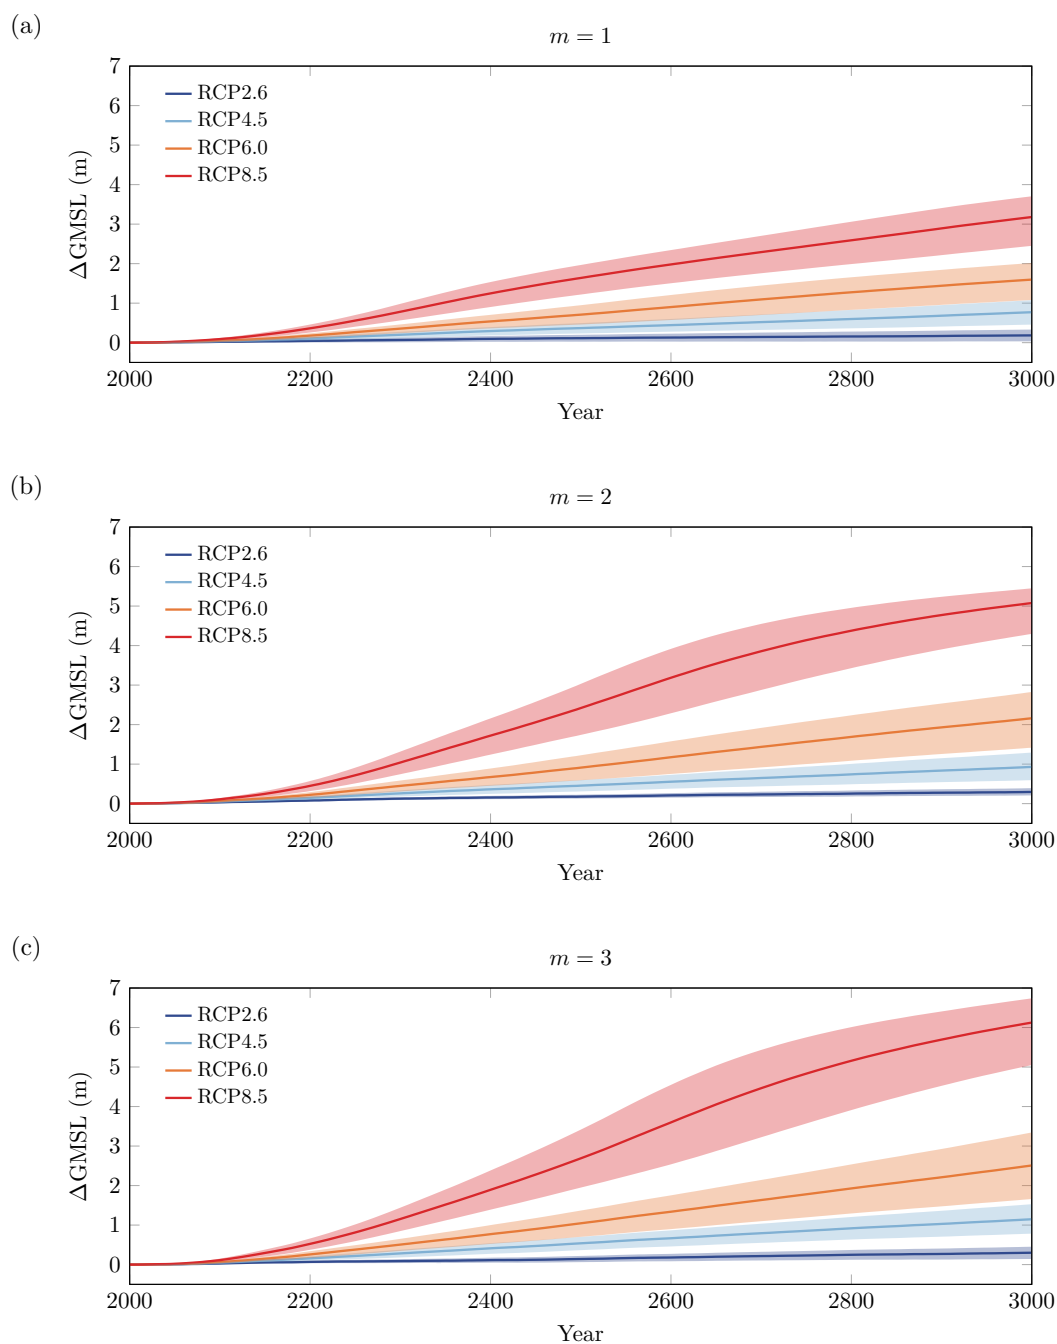 (a)
m = 1
7
6
5
4
3
2
1
0
ΔGMSL (m)
RCP2.6
RCP4.5
RCP6.0
RCP8.5
2000 2200 2400 2600 2800 3000
Year
(b)
m = 2
7
6
5
4
3
2
1
0
ΔGMSL (m)
RCP2.6
RCP4.5
RCP6.0
RCP8.5
2000 2200 2400 2600 2800 3000
Year
(c)
m = 3
7
6
5
4
3
2
1
0
ΔGMSL (m)
RCP2.6
RCP4.5
RCP6.0
RCP8.5
2000 2200 2400 2600 2800 3000
Year